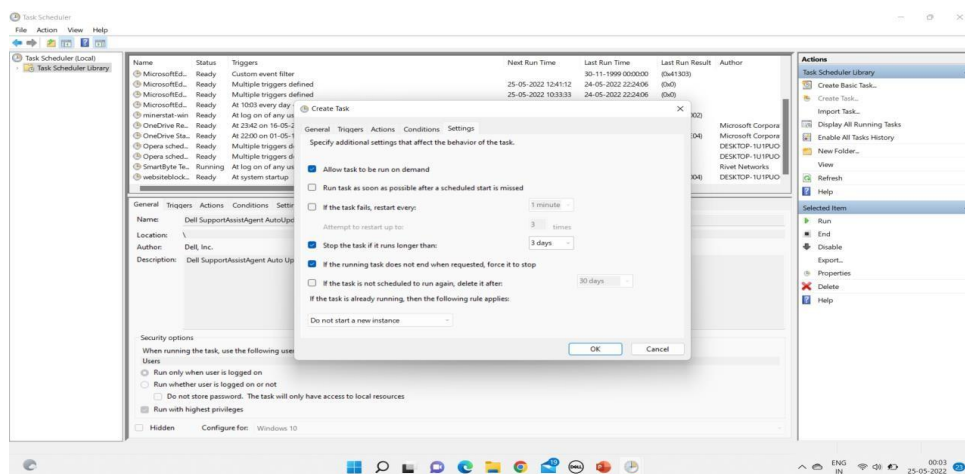 Task Scheduler
File Action View Help
Task Scheduler (Local)
Task Scheduler Library
Name Status Triggers Next Run Time Last Run Time Last Run Result Author
MicrosoftEd... Ready Custom event filter 30-11-1999 00:00:00 (0x41303)
MicrosoftEd... Ready Multiple triggers defined 25-05-2022 12:41:12 24-05-2022 22:24:06 (0x0)
MicrosoftEd... Ready Multiple triggers defined 25-05-2022 10:33:33 24-05-2022 22:24:06 (0x0)
MicrosoftEd... Ready At 10:03 every day
minerstat-win Ready At log on of any us 002)
OneDrive Re... Ready At 23:42 on 16-05-2 Microsoft Corpora
OneDrive Sta... Ready At 22:00 on 01-05-1 :04) Microsoft Corpora
Opera sched... Ready Multiple triggers d DESKTOP-1U1PUO
Opera sched... Ready Multiple triggers d DESKTOP-1U1PUO
SmartByte Te... Running At log on of any us Rivet Networks
websiteblock... Ready At system startup 004) DESKTOP-1U1PUO
General Triggers Actions Conditions Settin
Name: Dell SupportAssistAgent AutoUpd
Location: \
Author: Dell, Inc.
Description: Dell SupportAssistAgent Auto Up
Security options
When running the task, use the following user
Users
Run only when user is logged on
Run whether user is logged on or not
Do not store password. The task will only have access to local resources
Run with highest privileges
Hidden Configure for: Windows 10
Create Task
General Triggers Actions Conditions Settings
Specify additional settings that affect the behavior of the task.
Allow task to be run on demand
Run task as soon as possible after a scheduled start is missed
If the task fails, restart every: 1 minute
Attempt to restart up to: 3 times
Stop the task if it runs longer than: 3 days
If the running task does not end when requested, force it to stop
If the task is not scheduled to run again, delete it after: 30 days
If the task is already running, then the following rule applies:
Do not start a new instance
OK Cancel
Actions
Task Scheduler Library
Create Basic Task...
Create Task...
Import Task...
Display All Running Tasks
Enable All Tasks History
New Folder...
View
Refresh
Help
Selected Item
Run
End
Disable
Export...
Properties
Delete
Help
19
DELL
ENG
IN
00:03
25-05-2022
23